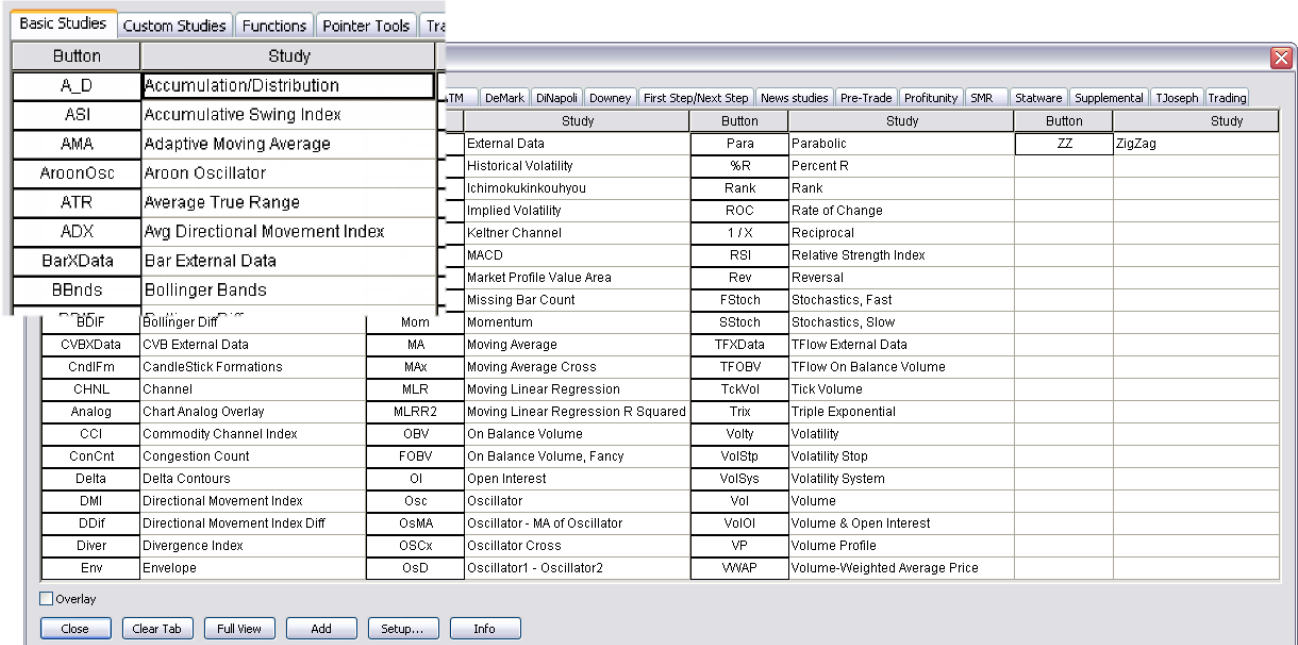 Basic Studies Custom Studies Functions Pointer Tools
Button Study
A_D Accumulation/Distribution
ASI Accumulative Swing Index
AMA Adaptive Moving Average
AroonOsc Aroon Oscillator
ATR Average True Range
ADX Avg Directional Movement Index
BarXData Bar External Data
BBnds Bollinger Bands
DeMark DiNapoli Downey First Step/Next Step News studies Pre-Trade Profitunity SMR Statware Supplemental TJoseph Trading
Study Button Study Button Study
External Data Para Parabolic ZZ ZigZag
Historical Volatility %R Percent R
Ichimokukinkouhyou Rank Rank
Implied Volatility ROC Rate of Change
Keltner Channel 1 / X Reciprocal
MACD RSI Relative Strength Index
Market Profile Value Area Rev Reversal
Missing Bar Count FStoch Stochastics, Fast
BDIF Bollinger Diff Mom Momentum SStoch Stochastics, Slow
CVBXData CVB External Data MA Moving Average TFXData TFlow External Data
CndlFm CandleStick Formations MAx Moving Average Cross TFOBV TFlow On Balance Volume
CHNL Channel MLR Moving Linear Regression TckVol Tick Volume
Analog Chart Analog Overlay MLRR2 Moving Linear Regression R Squared Trix Triple Exponential
CCI Commodity Channel Index OBV On Balance Volume Volty Volatility
ConCnt Congestion Count FOBV On Balance Volume, Fancy VolStp Volatility Stop
Delta Delta Contours OI Open Interest VolSys Volatility System
DMI Directional Movement Index Osc Oscillator Vol Volume
DDif Directional Movement Index Diff OsMA Oscillator - MA of Oscillator VolOI Volume & Open Interest
Diver Divergence Index OSCx Oscillator Cross VP Volume Profile
Env Envelope OsD Oscillator1 - Oscillator2 VWAP Volume-Weighted Average Price
Overlay
Close Clear Tab Full View Add Setup... Info